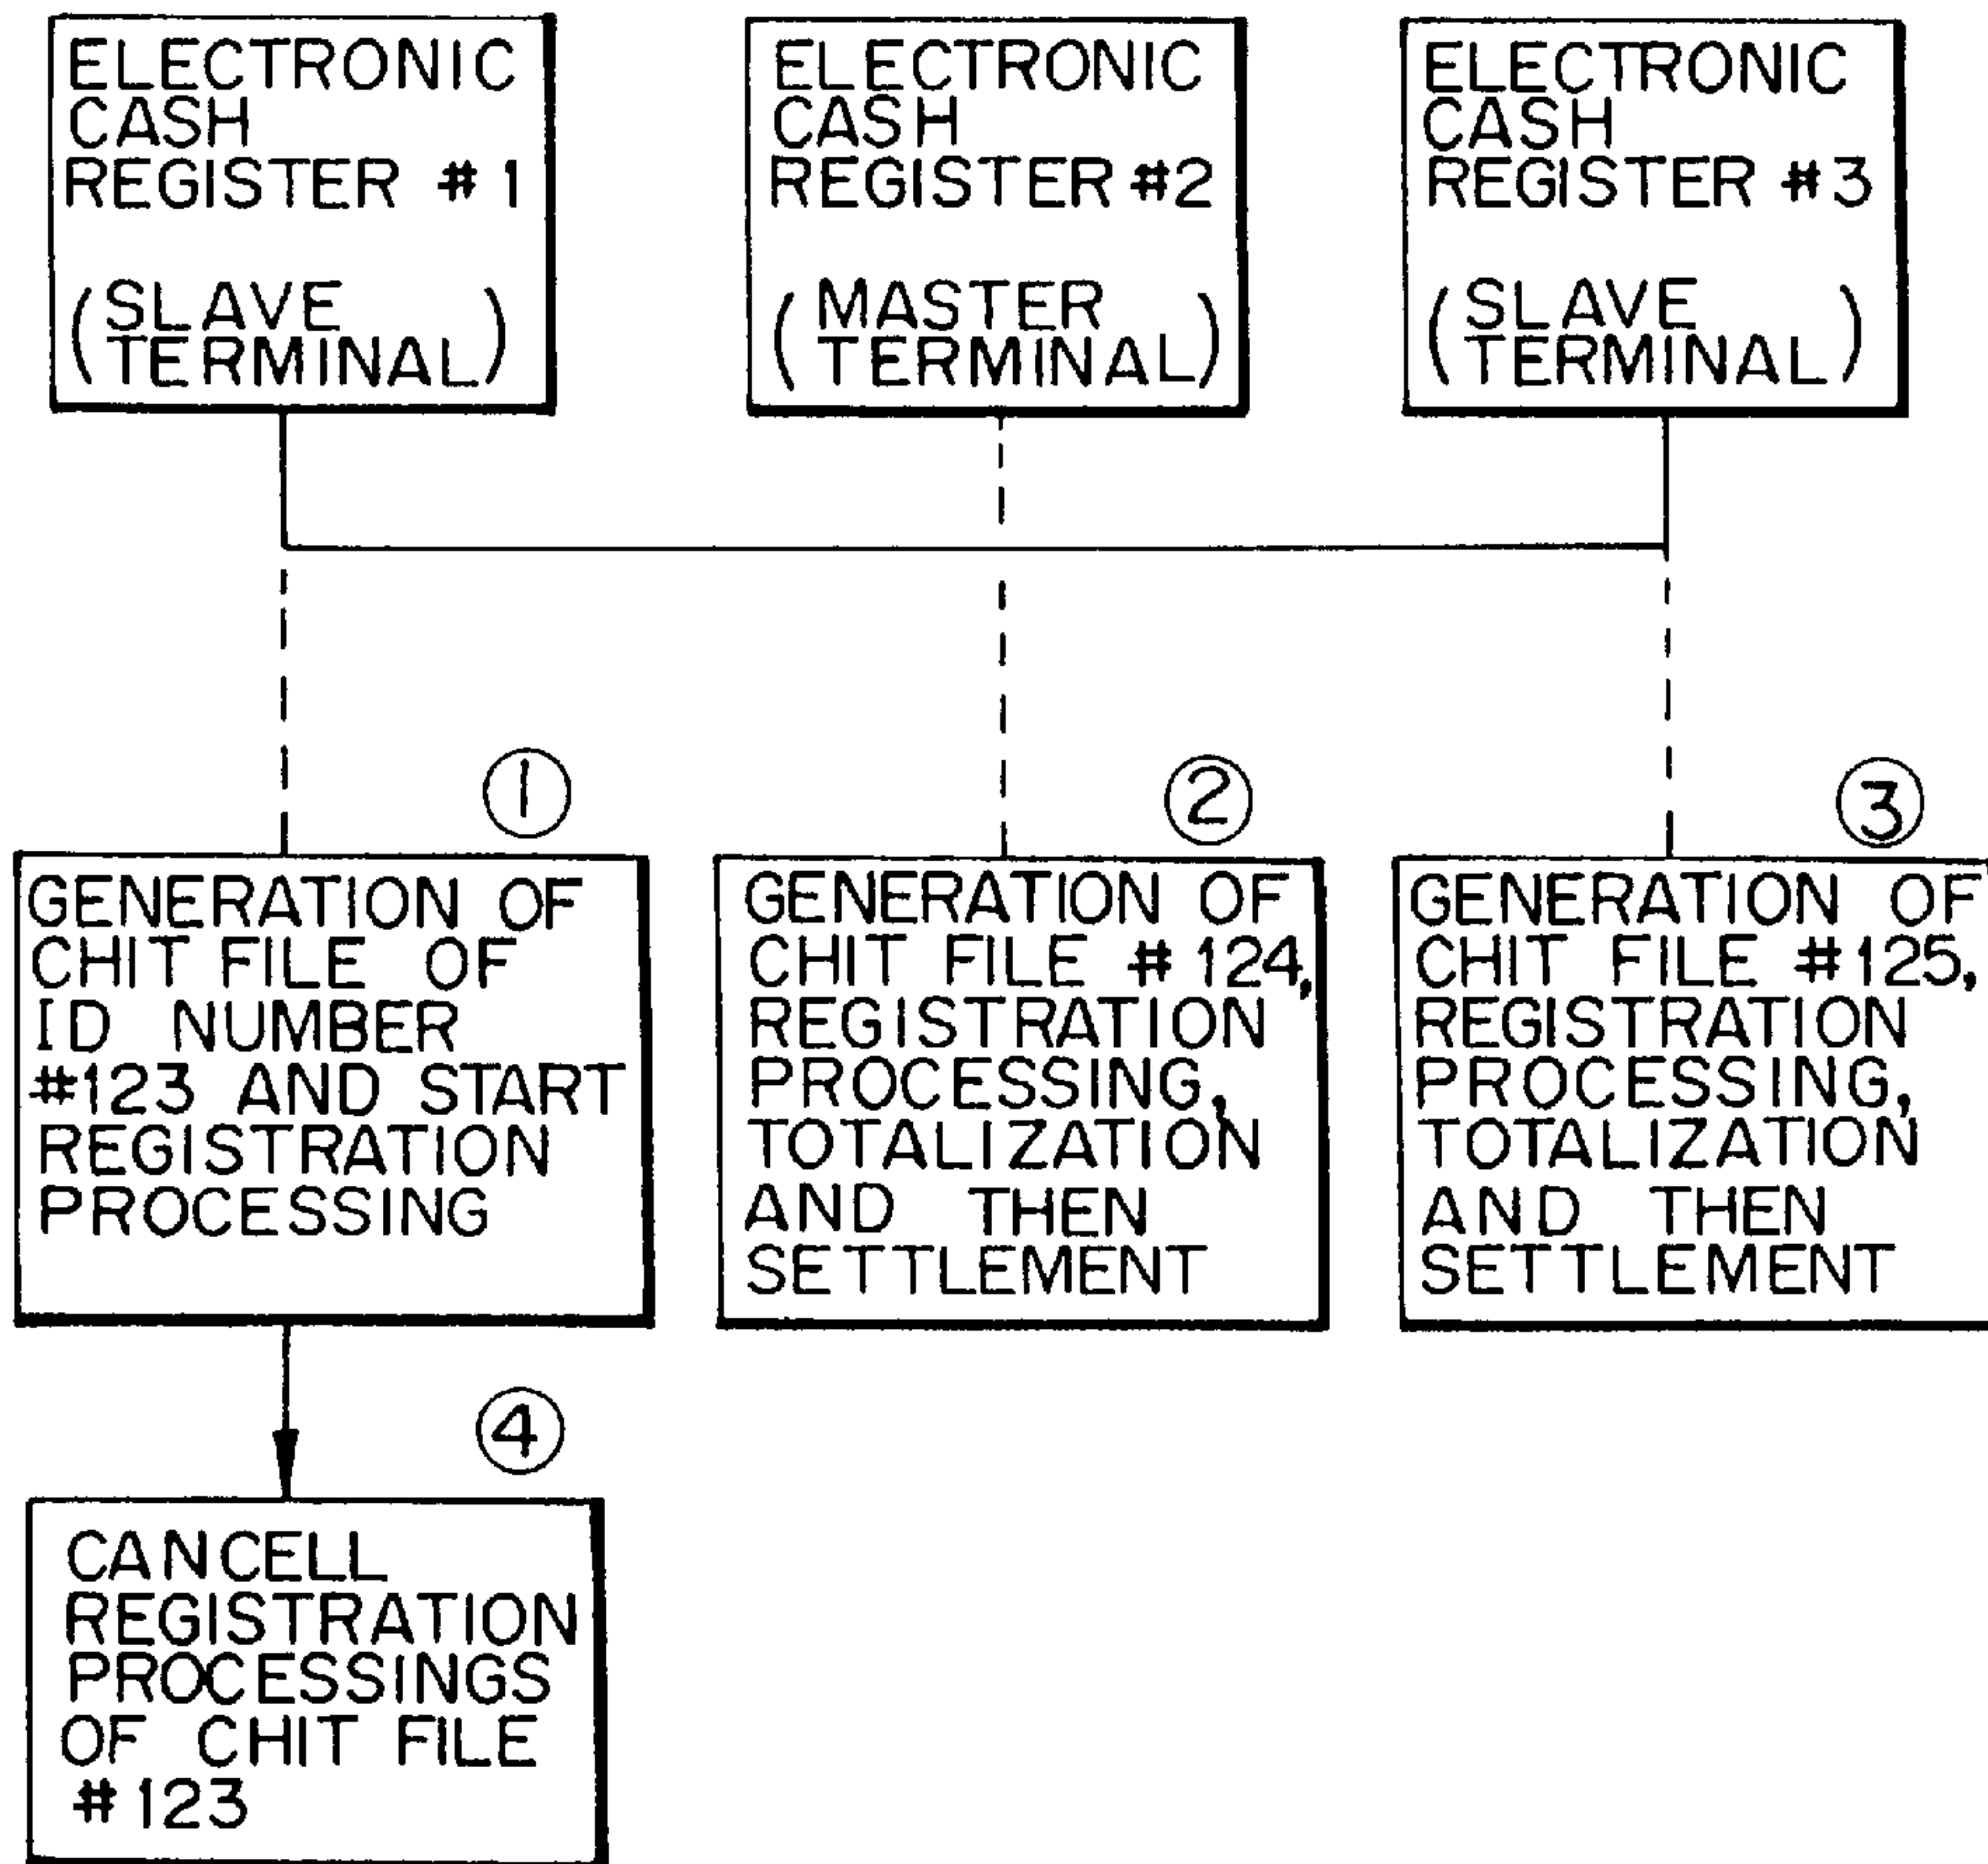 ELECTRONIC
CASH
REGISTER #1
(SLAVE
TERMINAL)
ELECTRONIC
CASH
REGISTER #2
(MASTER
TERMINAL)
ELECTRONIC
CASH
REGISTER #3
(SLAVE
TERMINAL)
①
GENERATION OF
CHIT FILE OF
ID NUMBER
#123 AND START
REGISTRATION
PROCESSING
②
GENERATION OF
CHIT FILE #124,
REGISTRATION
PROCESSING,
TOTALIZATION
AND THEN
SETTLEMENT
③
GENERATION OF
CHIT FILE #125,
REGISTRATION
PROCESSING,
TOTALIZATION
AND THEN
SETTLEMENT
④
CANCELL
REGISTRATION
PROCESSINGS
OF CHIT FILE
#123